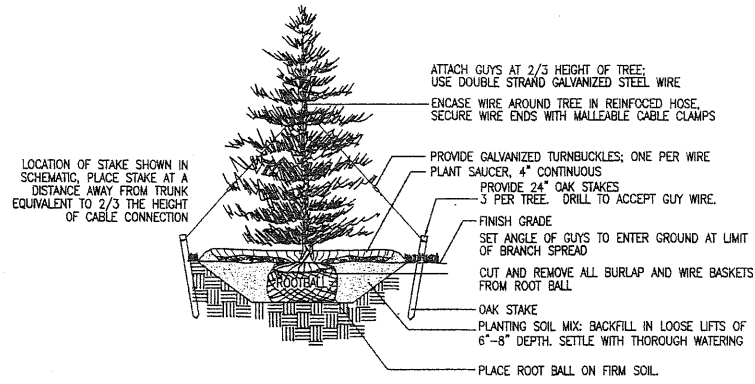 ATTACH GUYS AT 2/3 HEIGHT OF TREE;
USE DOUBLE STRAND GALVANIZED STEEL WIRE
ENCASE WIRE AROUND TREE IN REINFOCED HOSE,
SECURE WIRE ENDS WITH MALLEABLE CABLE CLAMPS
LOCATION OF STAKE SHOWN IN
SCHEMATIC, PLACE STAKE AT A
DISTANCE AWAY FROM TRUNK
EQUIVALENT TO 2/3 THE HEIGHT
OF CABLE CONNECTION
PROVIDE GALVANIZED TURNBUCKLES; ONE PER WIRE
PLANT SAUCER, 4" CONTINUOUS
PROVIDE 24" OAK STAKES
3 PER TREE. DRILL TO ACCEPT GUY WIRE.
FINISH GRADE
SET ANGLE OF GUYS TO ENTER GROUND AT LIMIT
OF BRANCH SPREAD
CUT AND REMOVE ALL BURLAP AND WIRE BASKETS
FROM ROOT BALL
ROOTBALL
OAK STAKE
PLANTING SOIL MIX: BACKFILL IN LOOSE LIFTS OF
6"-8" DEPTH. SETTLE WITH THOROUGH WATERING
PLACE ROOT BALL ON FIRM SOIL.